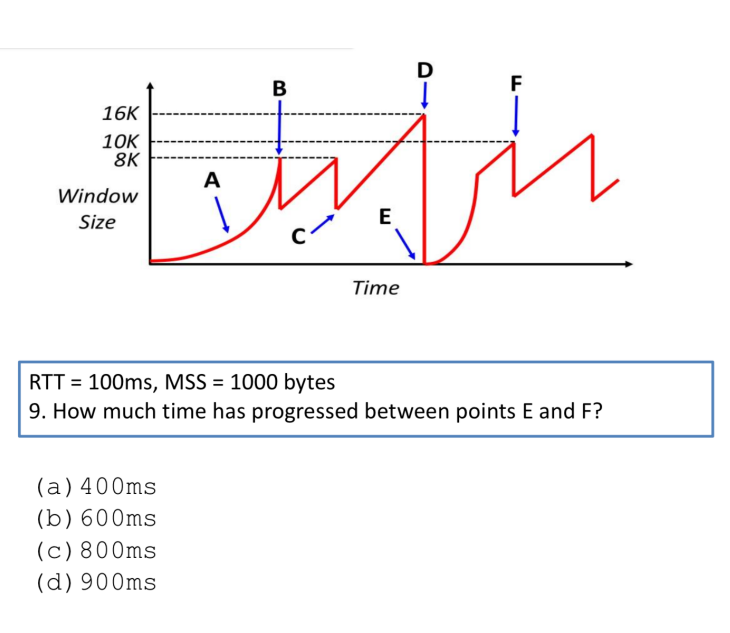 D
B
F
16K
10K
8K
A
Window
Size
E
C
Time
RTT = 100ms, MSS = 1000 bytes
9. How much time has progressed between points E and F?
(a) 400ms
(b) 600ms
(c) 800ms
(d) 900ms